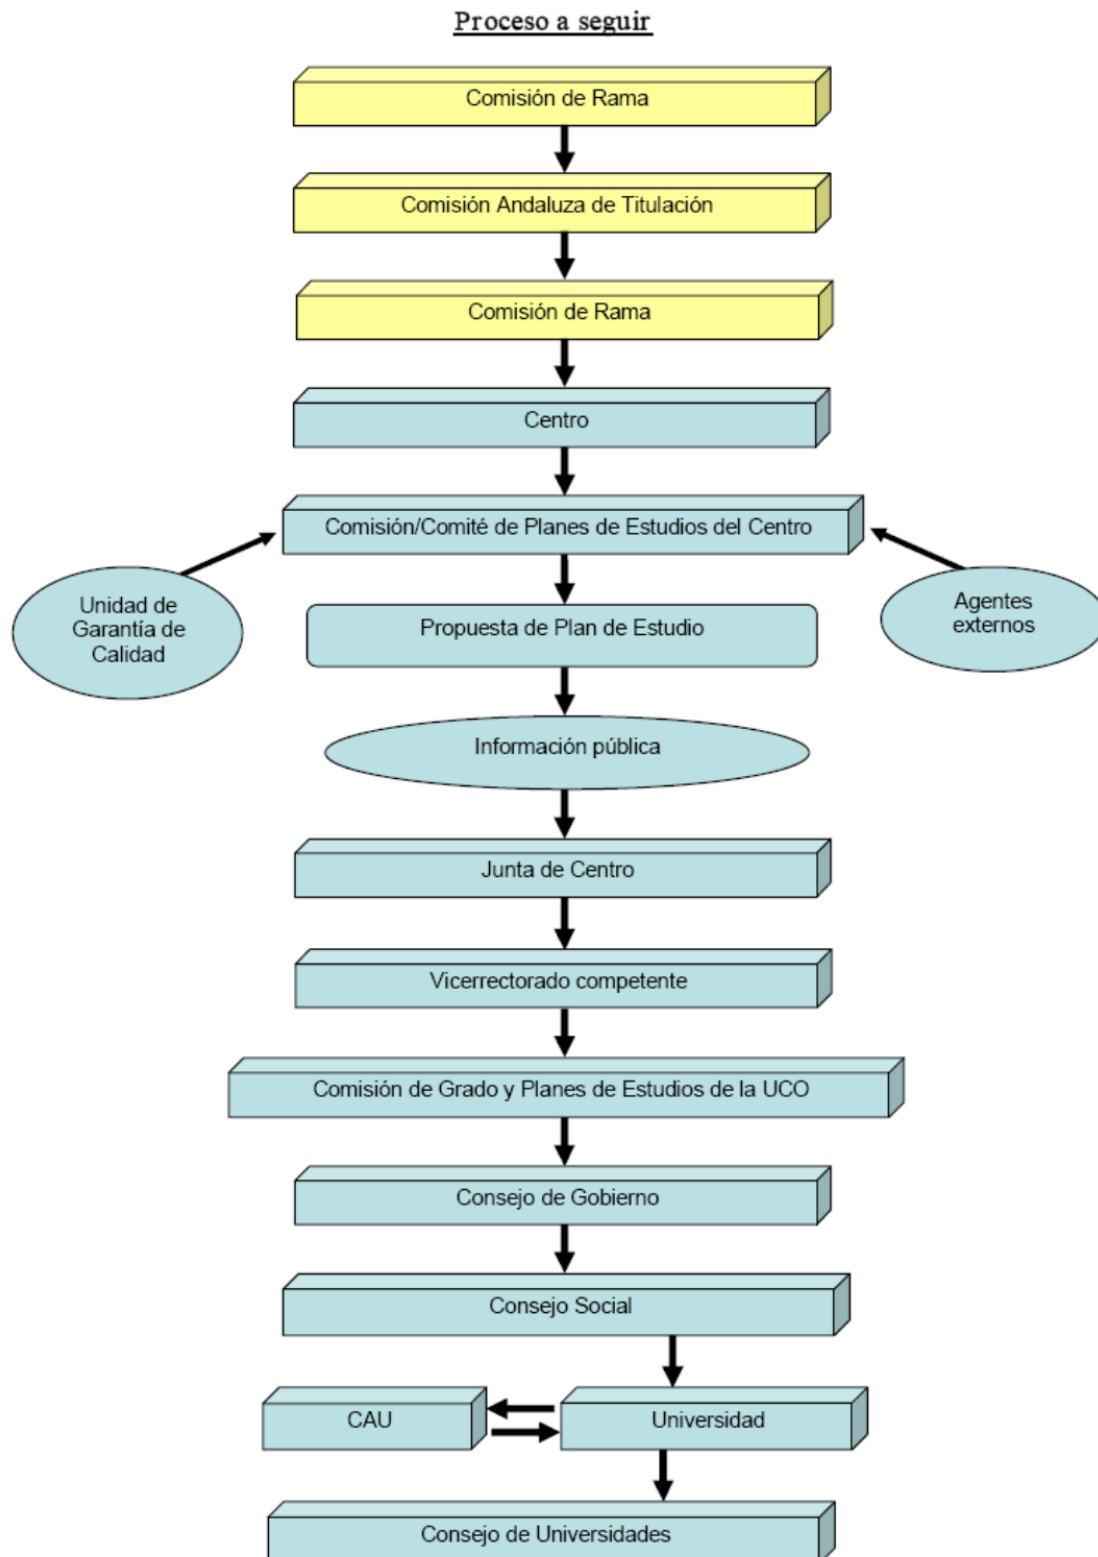 Proceso a seguir
Comisión de Rama
Comisión Andaluza de Titulación
Comisión de Rama
Centro
Comisión/Comité de Planes de Estudios del Centro
Unidad de
Garantía de
Calidad
Agentes
externos
Propuesta de Plan de Estudio
Información pública
Junta de Centro
Vicerrectorado competente
Comisión de Grado y Planes de Estudios de la UCO
Consejo de Gobierno
Consejo Social
CAU
Universidad
Consejo de Universidades